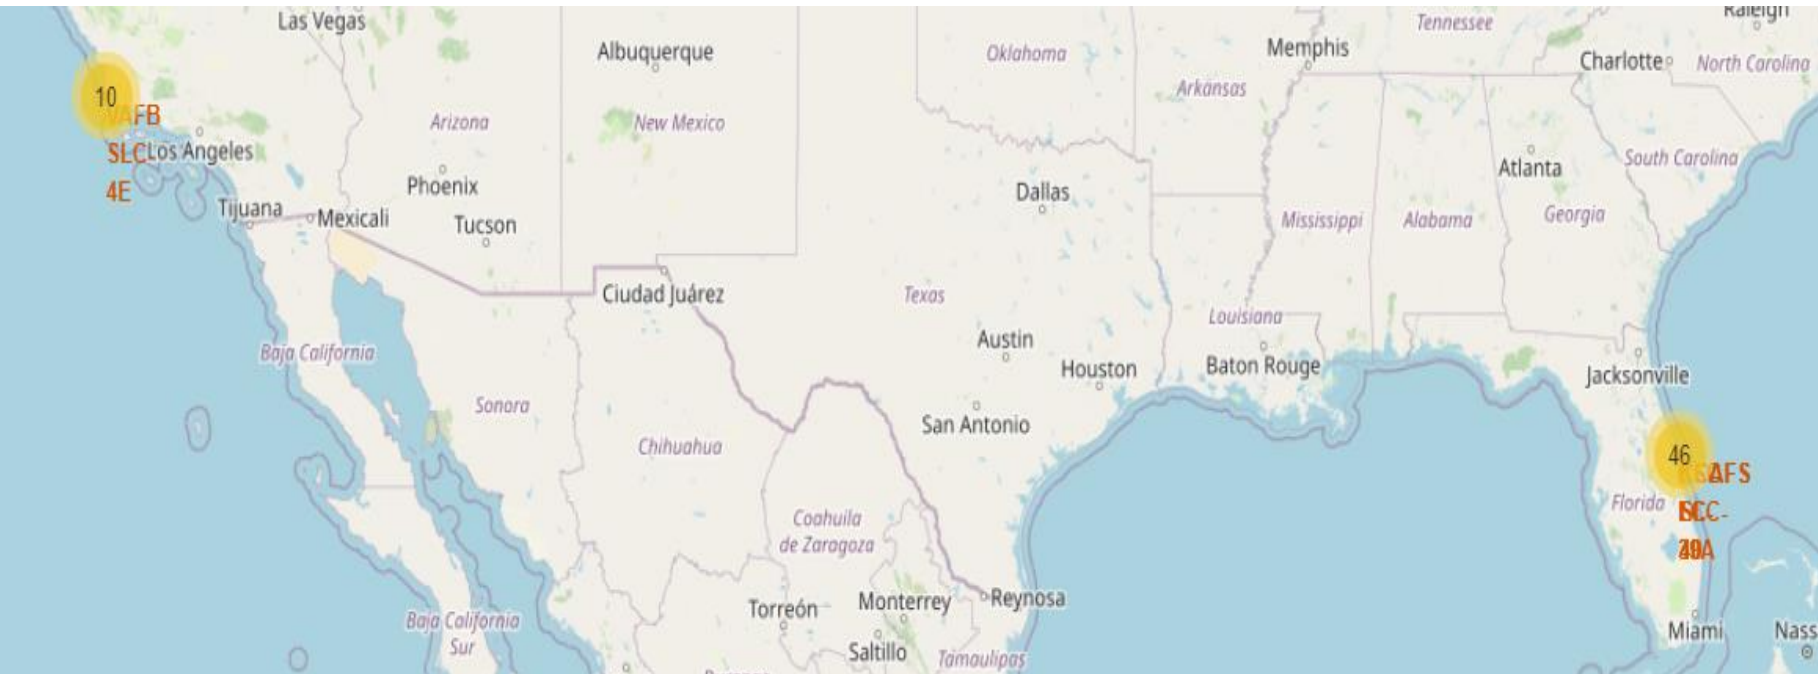 Las Vegas
Albuquerque
Oklahoma
Memphis
Tennessee
Raleigh
Charlotte
North Carolina
10
VAFB
SLC
4E
Los Angeles
Arizona
New Mexico
Arkansas
Atlanta
South Carolina
Phoenix
Dallas
Tijuana
Mexicali
Tucson
Mississippi
Alabama
Georgia
Ciudad Juárez
Texas
Louisiana
Baja California
Austin
Houston
Baton Rouge
Jacksonville
Sonora
San Antonio
Chihuahua
46
AFS
Florida
Coahuila
de Zaragoza
Torreón
Monterrey
Reynosa
Baja California
Sur
Saltillo
Tamaulipas
Miami
Nass